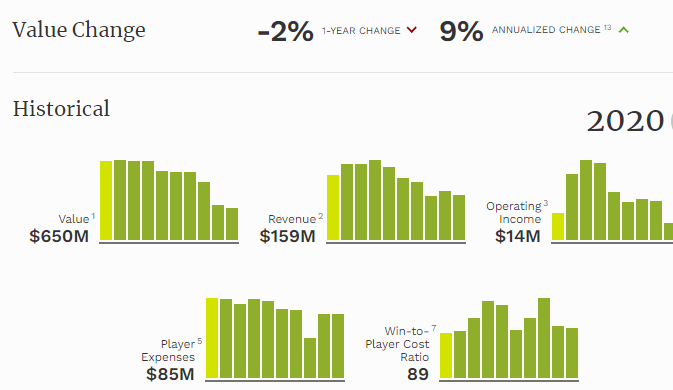 Value Change
-2% 1-YEAR CHANGE
9% ANNUALIZED CHANGE 13
Historical
2020
Value 1
$650M
Revenue 2
$159M
Operating 3
Income
$14M
Player 5
Expenses
$85M
Win-to- 7
Player Cost
Ratio
89